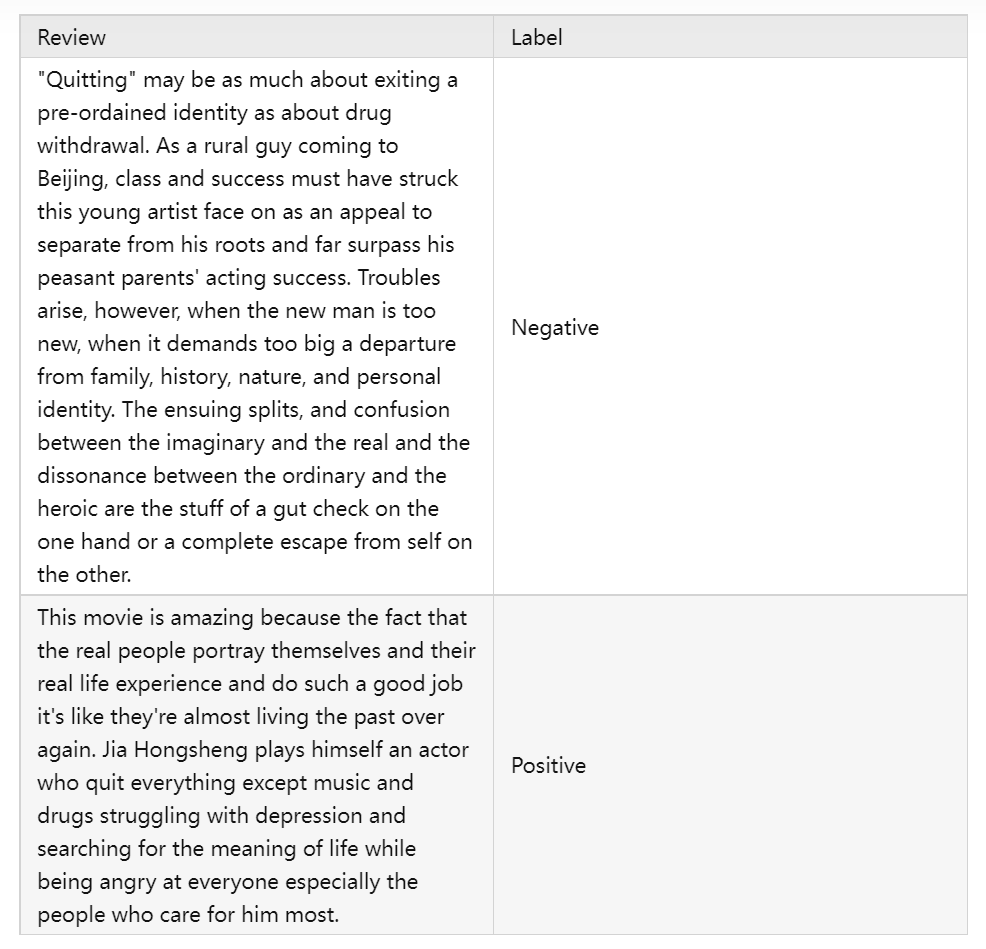 Review Label
"Quitting" may be as much about exiting a
pre-ordained identity as about drug
withdrawal. As a rural guy coming to
Beijing, class and success must have struck
this young artist face on as an appeal to
separate from his roots and far surpass his
peasant parents' acting success. Troubles
arise, however, when the new man is too
new, when it demands too big a departure
from family, history, nature, and personal
identity. The ensuing splits, and confusion
between the imaginary and the real and the
dissonance between the ordinary and the
heroic are the stuff of a gut check on the
one hand or a complete escape from self on
the other.
Negative
This movie is amazing because the fact that
the real people portray themselves and their
real life experience and do such a good job
it's like they're almost living the past over
again. Jia Hongsheng plays himself an actor
who quit everything except music and
drugs struggling with depression and
searching for the meaning of life while
being angry at everyone especially the
people who care for him most.
Positive